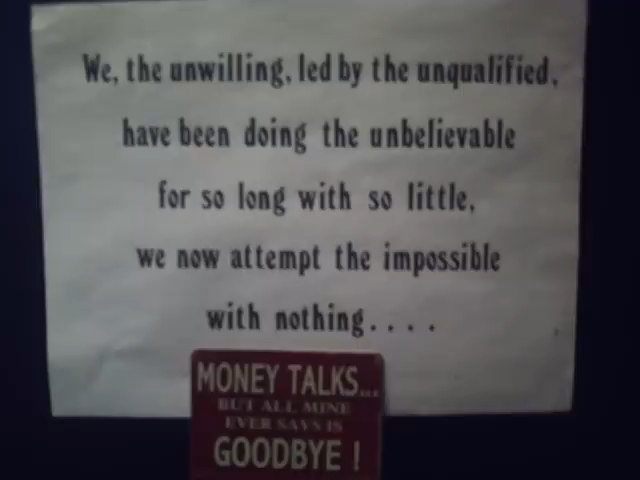 We, the unwilling, led by the unqualified,
have been doing the unbelievable
for so long with so little,
we now attempt the impossible
with nothing....
MONEY TALKS...
BUT ALL MINE
EVER SAYS IS
GOODBYE !